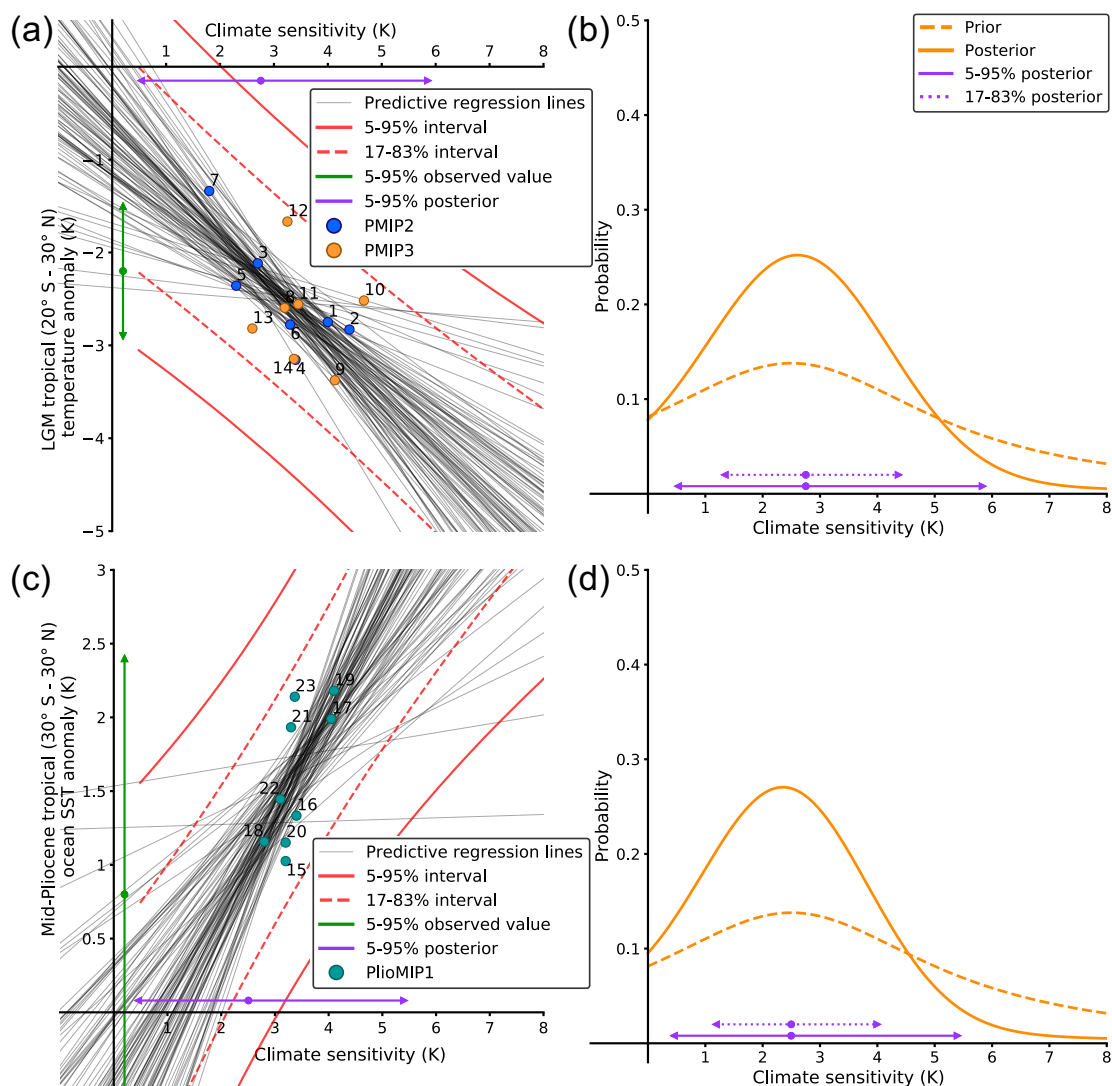 (a)
Climate sensitivity (K)
1 2 3 4 5 6 7 8
−1
−2
−3
−4
−5
LGM tropical (20° S - 30° N)
temperature anomaly (K)
Predictive regression lines
5-95% interval
17-83% interval
5-95% observed value
5-95% posterior
PMIP2
PMIP3
7
12
3
5
8
11
10
13
1
2
6
14
4
9
(b)
Prior
Posterior
5-95% posterior
17-83% posterior
0.5
0.4
0.3
0.2
0.1
Probability
1 2 3 4 5 6 7 8
Climate sensitivity (K)
(c)
3
2.5
2
1.5
1
0.5
Mid-Pliocene tropical (30° S - 30° N)
ocean SST anomaly (K)
23
19
21
17
22
16
18
20
15
Predictive regression lines
5-95% interval
17-83% interval
5-95% observed value
5-95% posterior
PlioMIP1
1 2 3 4 5 6 7 8
Climate sensitivity (K)
(d)
0.5
0.4
0.3
0.2
0.1
Probability
1 2 3 4 5 6 7 8
Climate sensitivity (K)